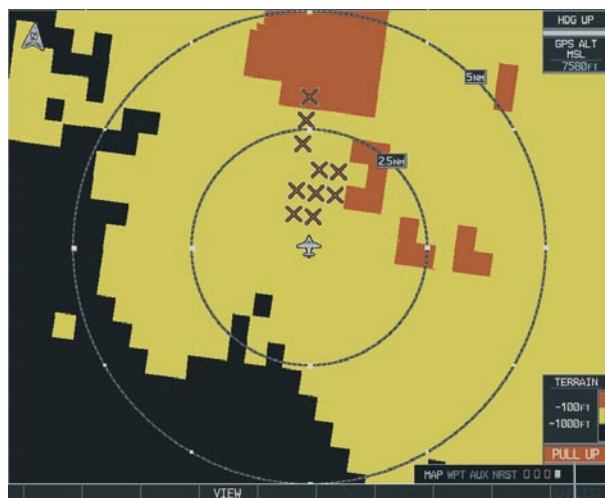 N
HDG UP
GPS ALT
MSL
7580FT
5NM
2.5NM
TERRAIN
-100FT
-1000FT
PULL UP
MAP WPT AUX NRST
VIEW